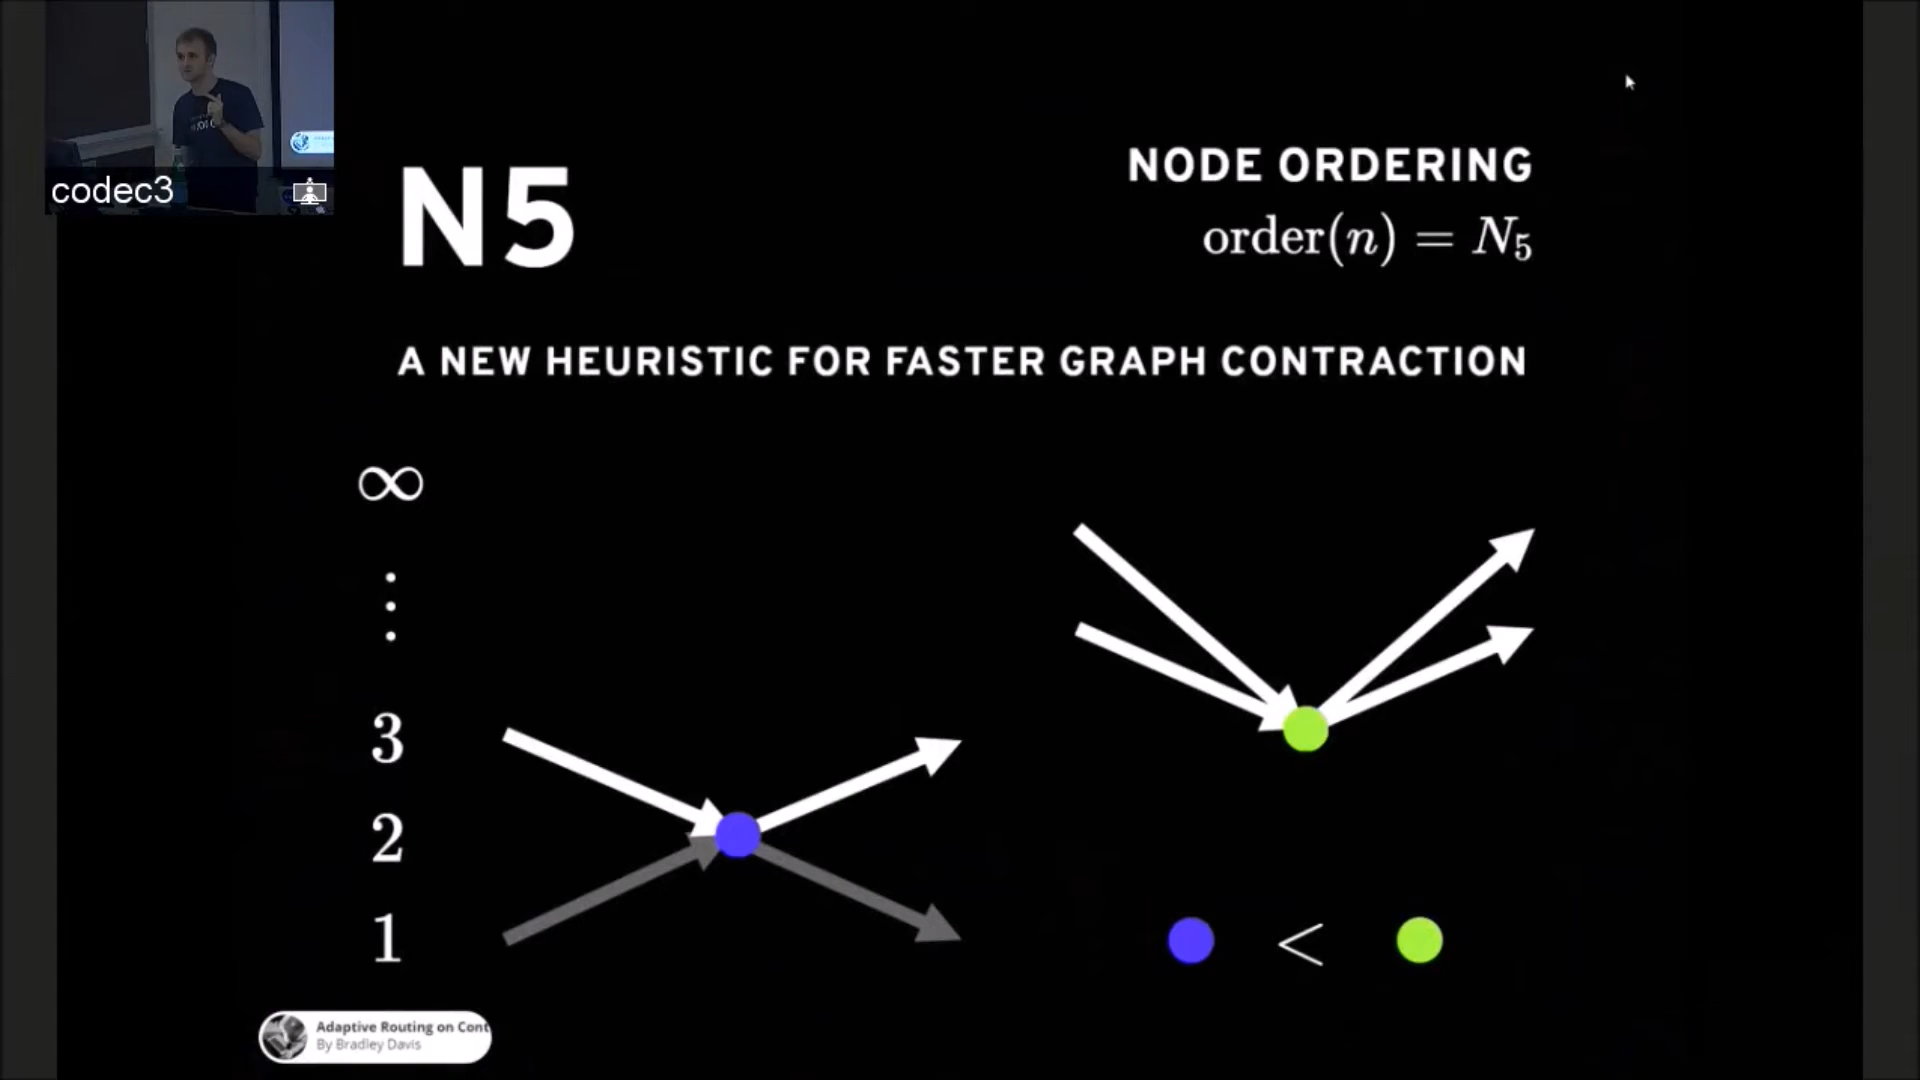 codec3
N5
NODE ORDERING
order(n) = N₅
A NEW HEURISTIC FOR FASTER GRAPH CONTRACTION
∞
⋮
3
2
1
<
Adaptive Routing on Cont
By Bradley Davis